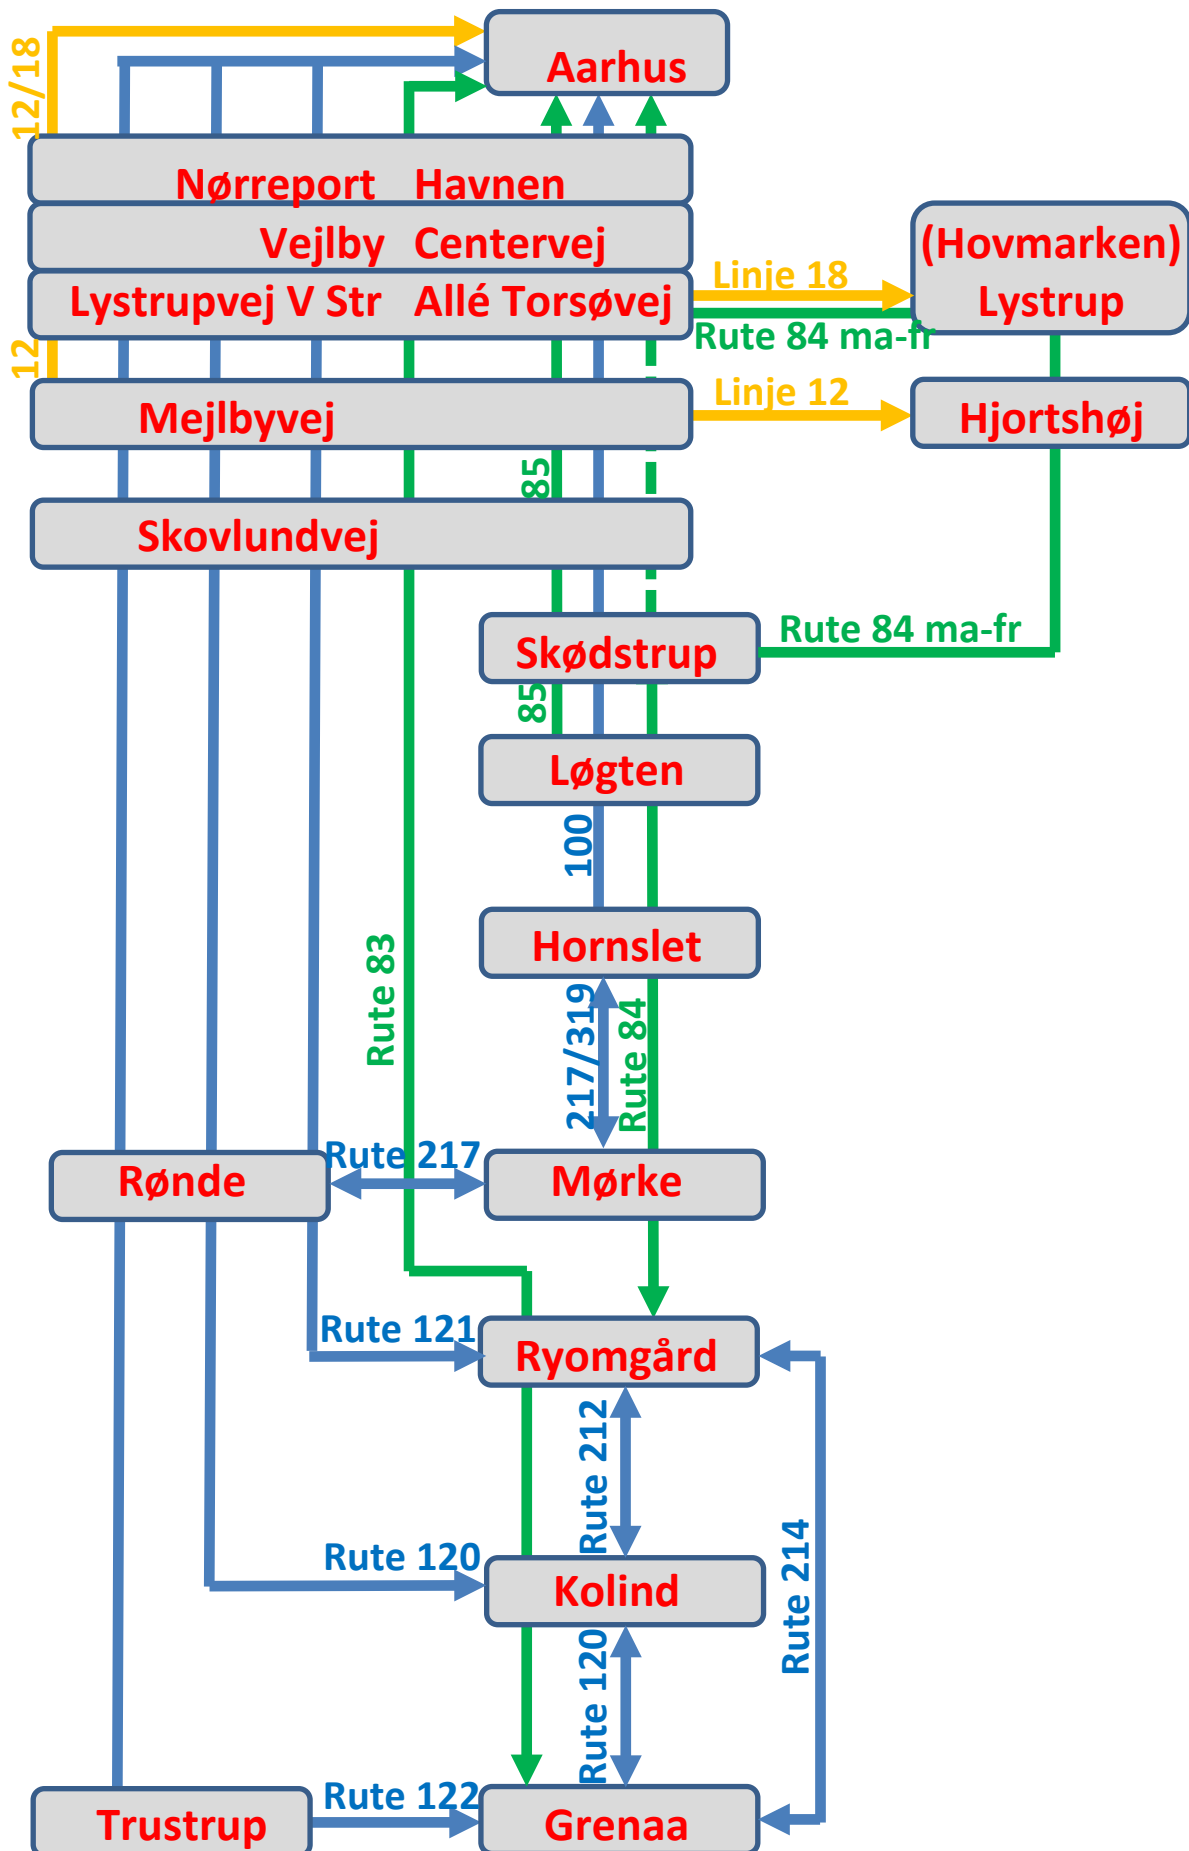 12/18
Aarhus
Nørreport Havnen
Vejlby Centervej
Lystrupvej V Str Allé Torsøvej
Linje 18
(Hovmarken)
Lystrup
Rute 84 ma-fr
12
Mejlbyvej
Linje 12
Hjortshøj
85
Skovlundvej
Skødstrup
Rute 84 ma-fr
85
Løgten
100
Hornslet
Rute 83
217/319
Rute 84
Rønde
Rute 217
Mørke
Rute 121
Ryomgård
Rute 212
Rute 120
Kolind
Rute 214
Rute 120
Trustrup
Rute 122
Grenaa